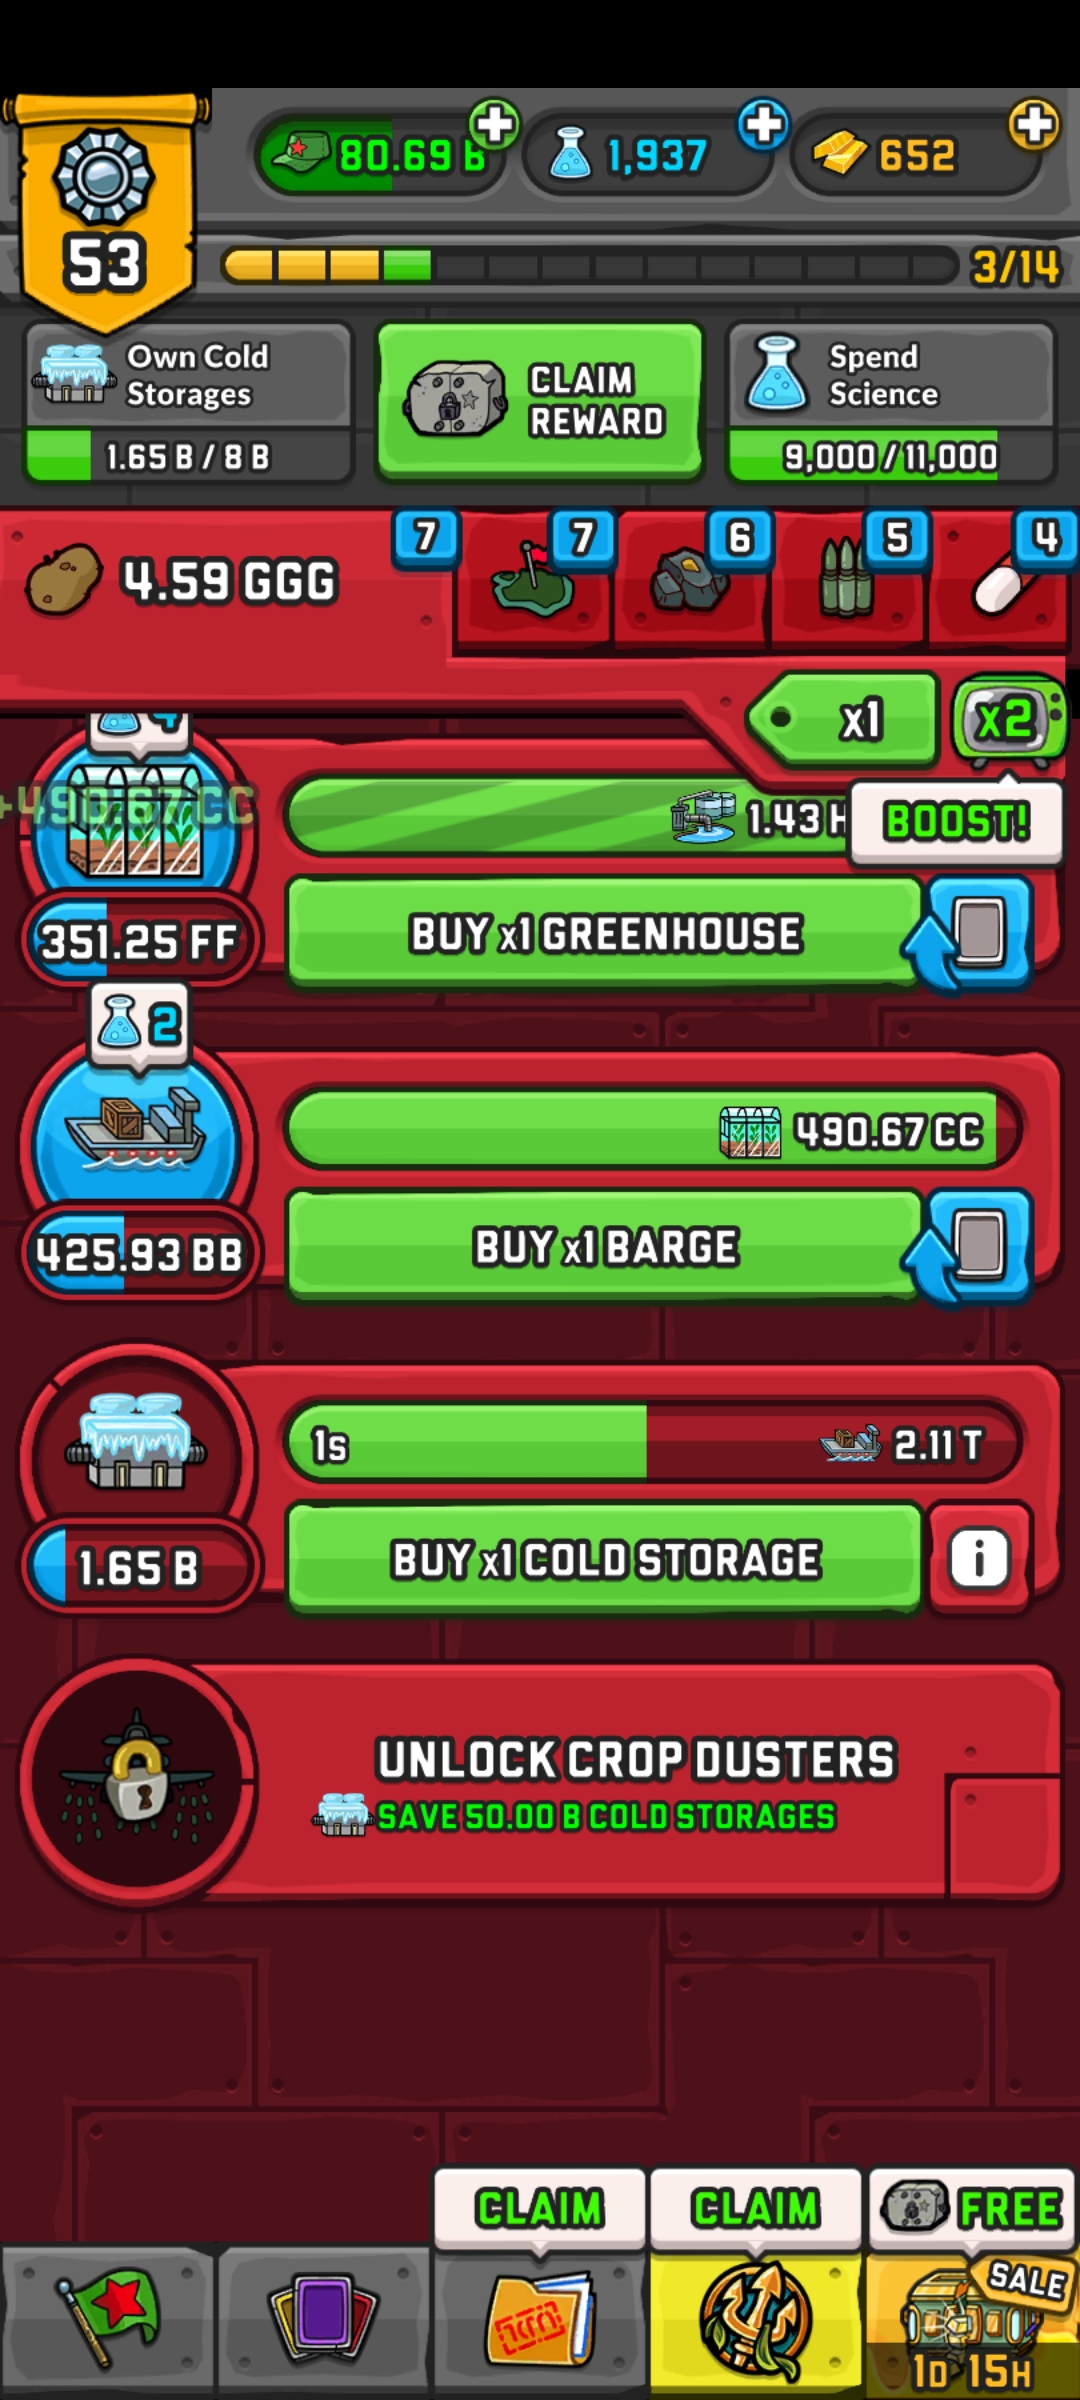 80.69 B
1,937
652
53
3/14
Own Cold
Storages
1.65 B / 8 B
CLAIM
REWARD
Spend
Science
9,000 / 11,000
4.59 GGG
7
7
6
5
4
x1
x2
BOOST!
4
+490.67 CC
1.43 H
351.25 FF
BUY x1 GREENHOUSE
2
490.67 CC
425.93 BB
BUY x1 BARGE
1s
2.11 T
1.65 B
BUY x1 COLD STORAGE
i
UNLOCK CROP DUSTERS
SAVE 50.00 B COLD STORAGES
CLAIM
CLAIM
FREE
SALE
1D 15H